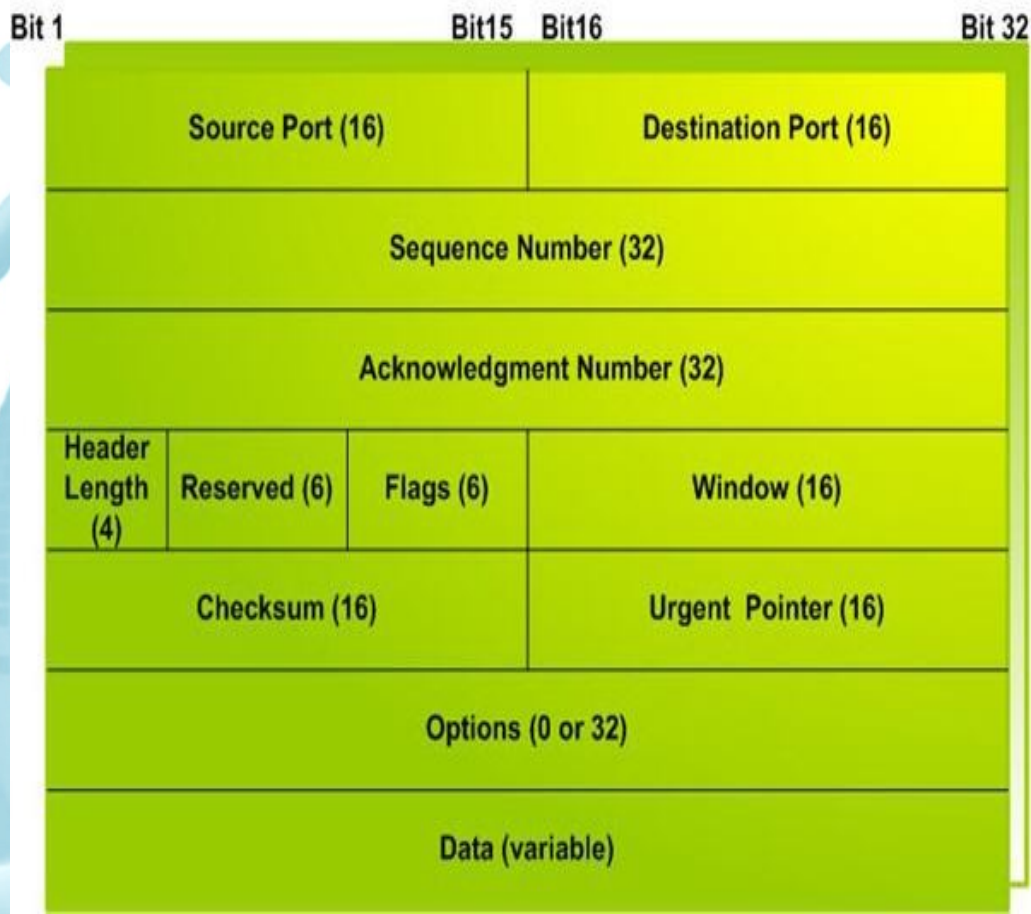 Bit 1 Bit15 Bit16 Bit 32
Source Port (16) Destination Port (16)
Sequence Number (32)
Acknowledgment Number (32)
Header
Length
(4)
Reserved (6) Flags (6) Window (16)
Checksum (16) Urgent Pointer (16)
Options (0 or 32)
Data (variable)